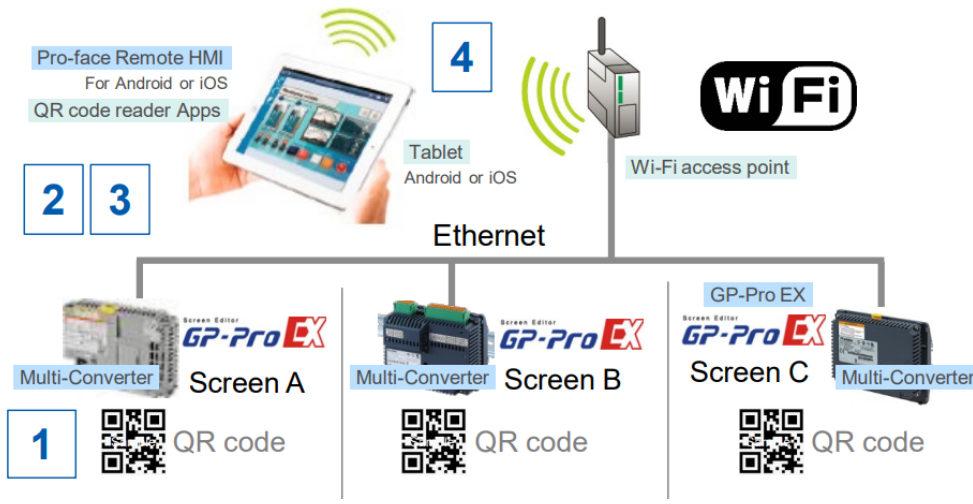 Pro-face Remote HMI
For Android or iOS
QR code reader Apps
4
Wi Fi
Tablet
Android or iOS
Wi-Fi access point
2 3
Ethernet
GP-Pro EX
Screen Editor
GP-Pro EX
Screen Editor
GP-Pro EX
Screen Editor
GP-Pro EX
Multi-Converter
Screen A
Multi-Converter
Screen B
Screen C
Multi-Converter
1
QR code
QR code
QR code